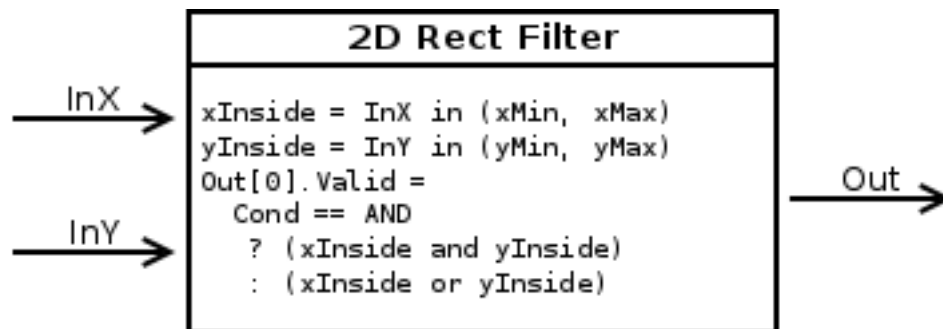 2D Rect Filter
InX
xInside = InX in (xMin, xMax)
yInside = InY in (yMin, yMax)
Out[0].Valid =
Out
Cond == AND
InY
? (xInside and yInside)
: (xInside or yInside)